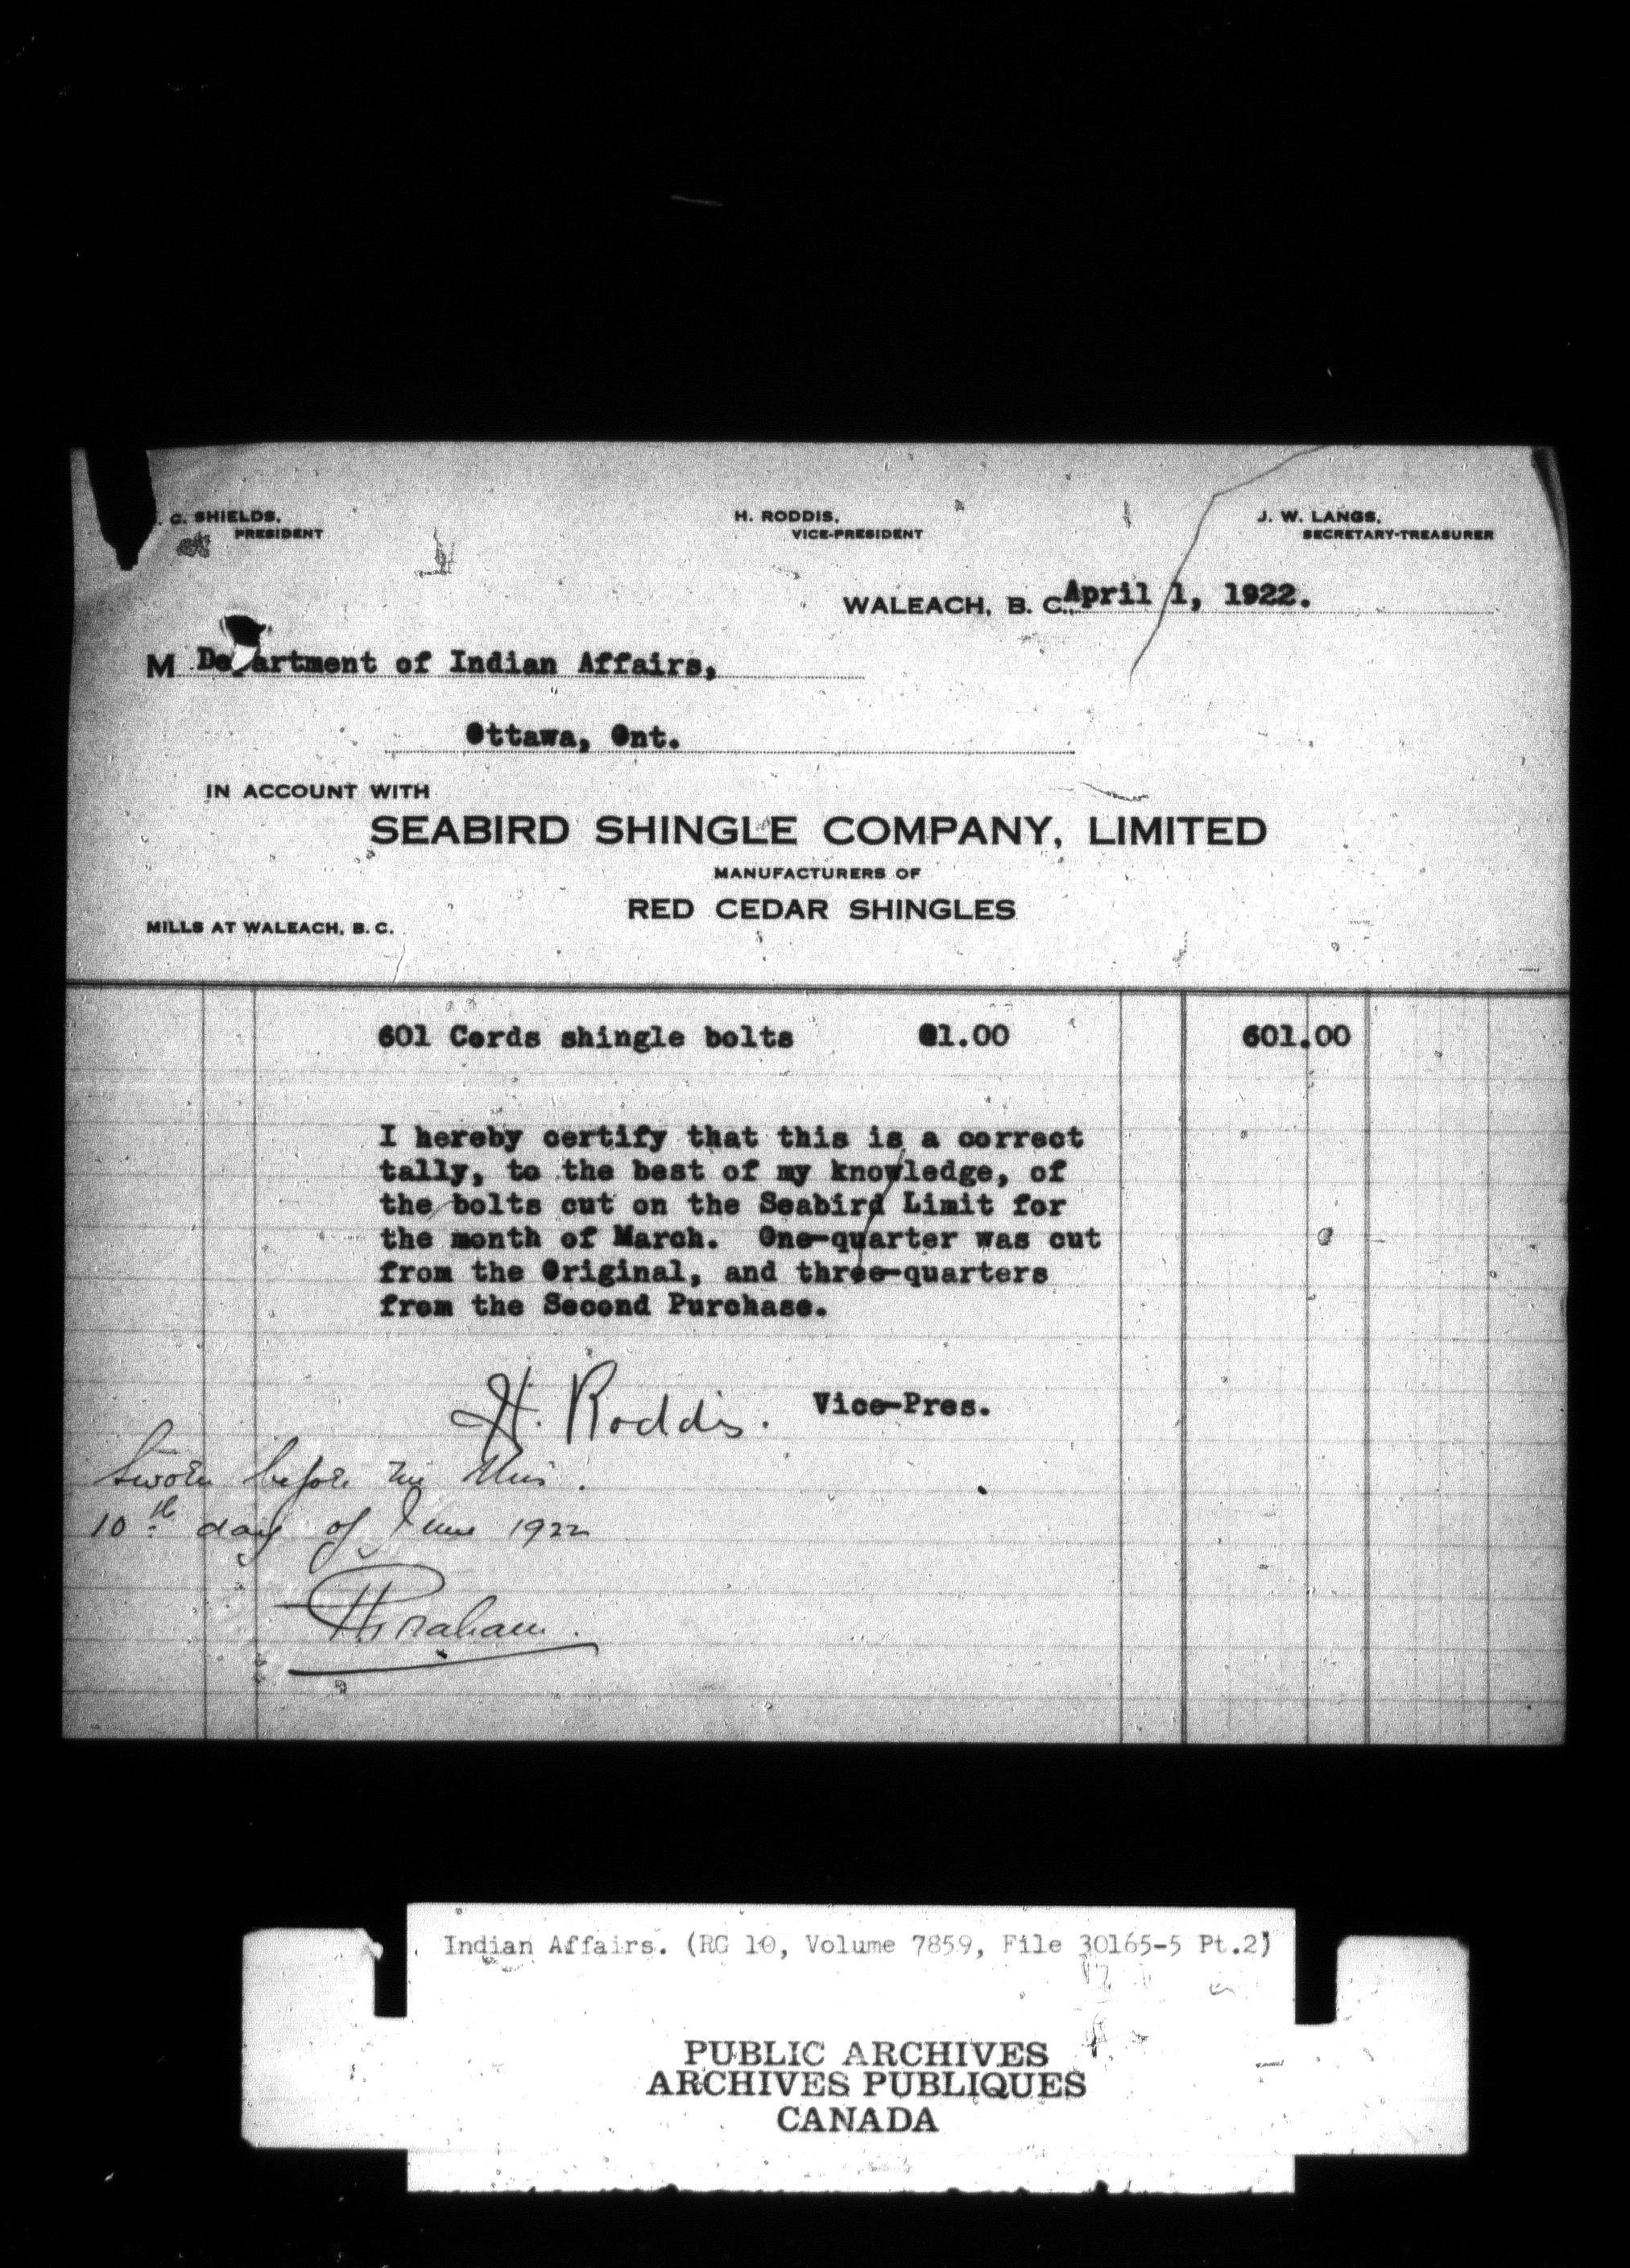 . C. SHIELDS,
PRESIDENT
H. RODDIS,
VICE-PRESIDENT
J. W. LANGS,
SECRETARY-TREASURER
WALEACH, B. C. April 1, 1922.
M Department of Indian Affairs,
Ottawa, Ont.
IN ACCOUNT WITH
SEABIRD SHINGLE COMPANY, LIMITED
MANUFACTURERS OF
RED CEDAR SHINGLES
MILLS AT WALEACH, B. C.
601 Cords shingle bolts @1.00 601.00
I hereby certify that this is a correct
tally, to the best of my knowledge, of
the bolts cut on the Seabird Limit for
the month of March. One-quarter was cut
from the Original, and three-quarters
from the Second Purchase.
H. Roddis. Vice-Pres.
Sworn before me this
10th day of June 1922
Graham.
Indian Affairs. (RG 10, Volume 7859, File 30165-5 Pt.2)
PUBLIC ARCHIVES
ARCHIVES PUBLIQUES
CANADA